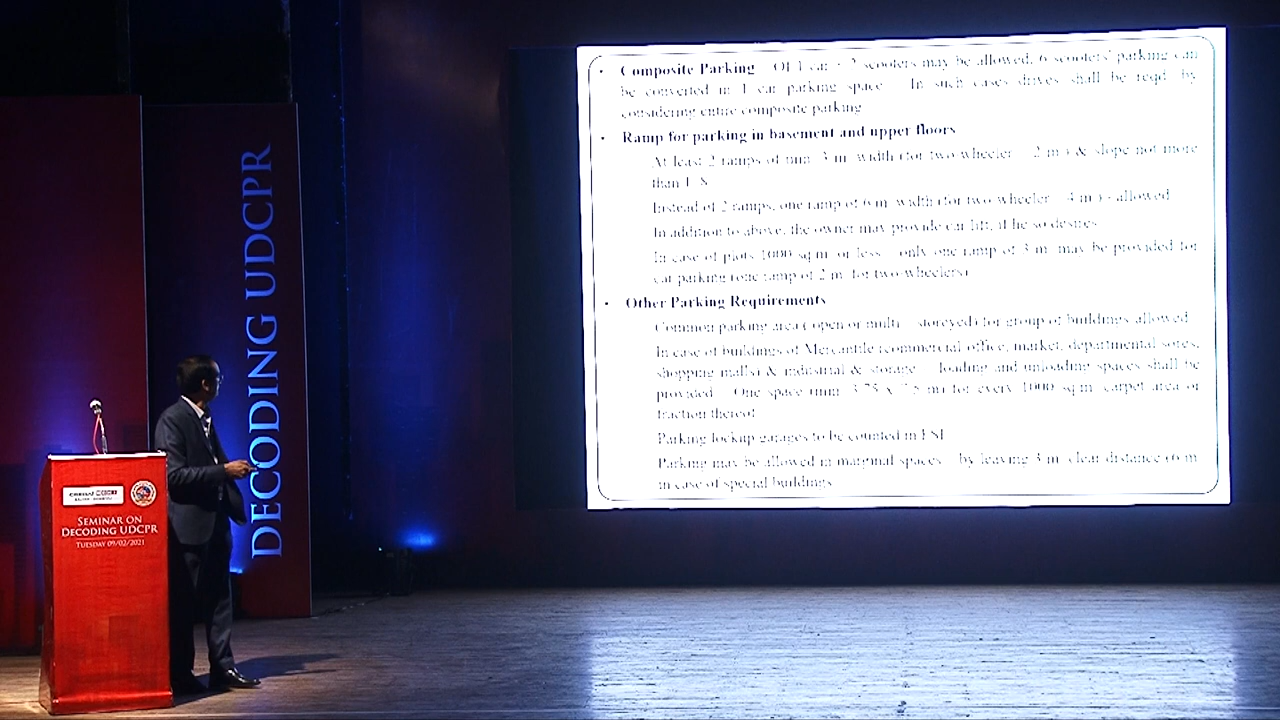 Composite Parking Of 1 car + 2 scooters may be allowed, 6 scooters' parking can
be converted in 1 car parking space In such cases drives shall be reqd. by
considering entire composite parking
Ramp for parking in basement and upper floors
At least 2 ramps of min. 3 m. width (for two wheeler 2 m.) & slope not more
than 1:8
Instead of 2 ramps, one ramp of 6 m. width (for two wheeler 4 m.) - allowed
In addition to above, the owner may provide car lift, if he so desires
In case of plots 1000 sq.m. or less only one ramp of 3 m. may be provided for
car parking (one ramp of 2 m. for two wheelers)
Other Parking Requirements
Common parking area (open or multi storeyed) for group of buildings allowed
In case of buildings of Mercantile (commercial office, market, departmental sores,
shopping malls) & industrial & storage loading and unloading spaces shall be
provided One space (min. 3.75 x 7.5 m) for every 1000 sq.m. carpet area or
fraction thereof
Parking lockup garages to be counted in FSI
Parking may be allowed in marginal spaces by leaving 3 m. clear distance (6 m.
in case of special buildings
DECODING UDCPR
CREDAI MCHI
SEMINAR ON
DECODING UDCPR
TUESDAY 09/02/2021